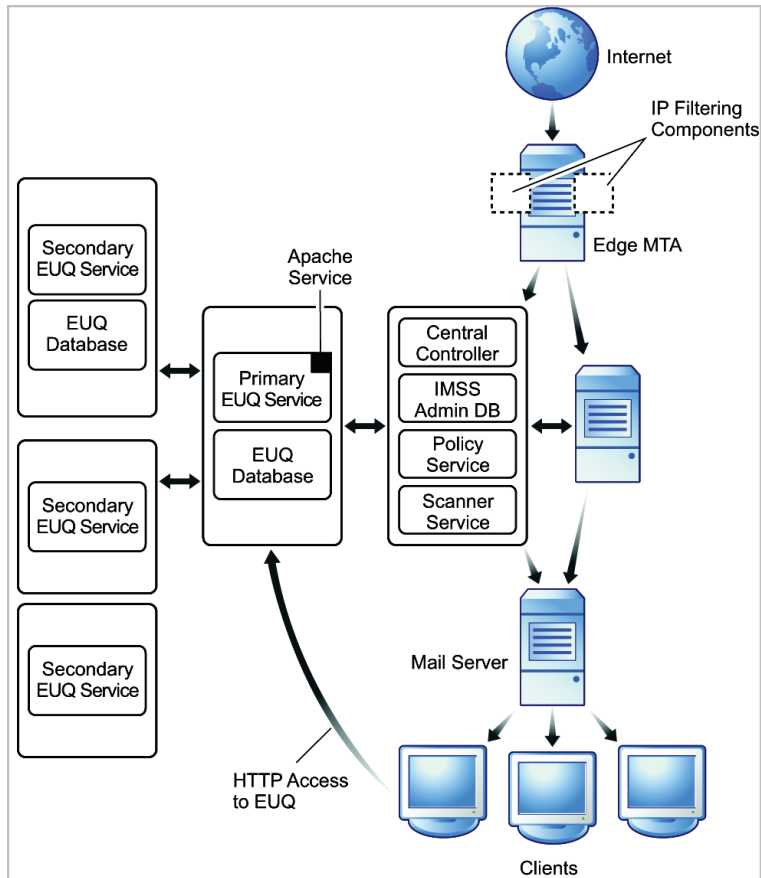 Internet
IP Filtering
Components
Edge MTA
Secondary
EUQ Service
EUQ
Database
Apache
Service
Primary
EUQ Service
EUQ
Database
Central
Controller
IMSS
Admin DB
Policy
Service
Scanner
Service
Secondary
EUQ Service
Secondary
EUQ Service
Mail Server
HTTP Access
to EUQ
Clients